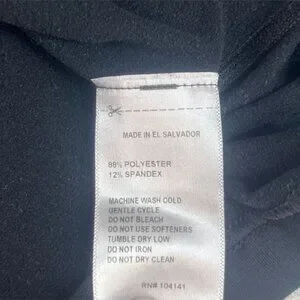 MADE IN EL SALVADOR
88% POLYESTER
12% SPANDEX
MACHINE WASH COLD
GENTLE CYCLE
DO NOT BLEACH
DO NOT USE SOFTENERS
TUMBLE DRY LOW
DO NOT IRON
DO NOT DRY CLEAN
RN# 104141